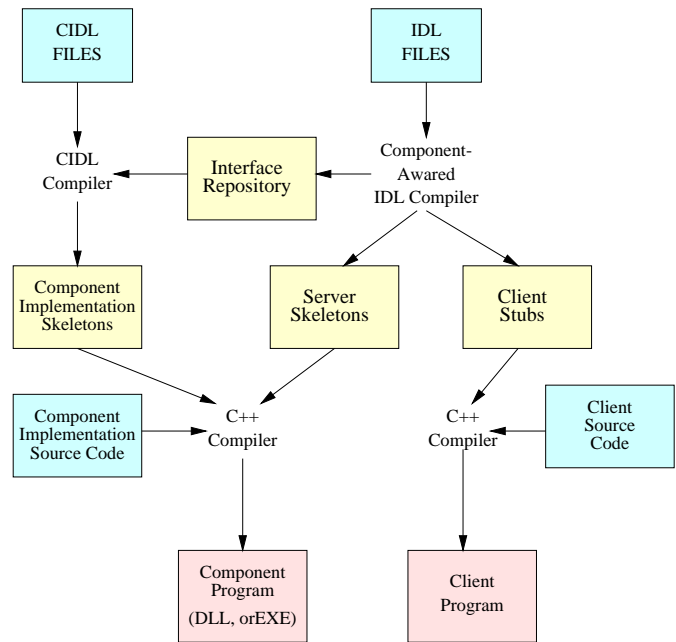 CIDL
FILES
IDL
FILES
CIDL
Compiler
Interface
Repository
Component-
Awared
IDL Compiler
Component
Implementation
Skeletons
Server
Skeletons
Client
Stubs
Component
Implementation
Source Code
C++
Compiler
C++
Compiler
Client
Source
Code
Component
Program
(DLL, orEXE)
Client
Program